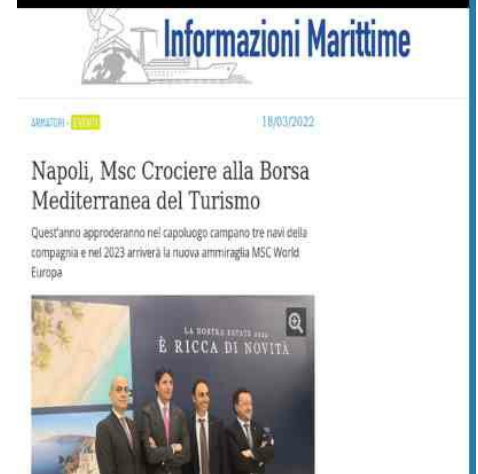 Informazioni Marittime
ARMATORI - EVENTI 18/03/2022
Napoli, Msc Crociere alla Borsa
Mediterranea del Turismo
Quest'anno approderanno nel capoluogo campano tre navi della
compagnia e nel 2023 arriverà la nuova ammiraglia MSC World
Europa
LA NOSTRA ESTATE 2022
È RICCA DI NOVITÀ